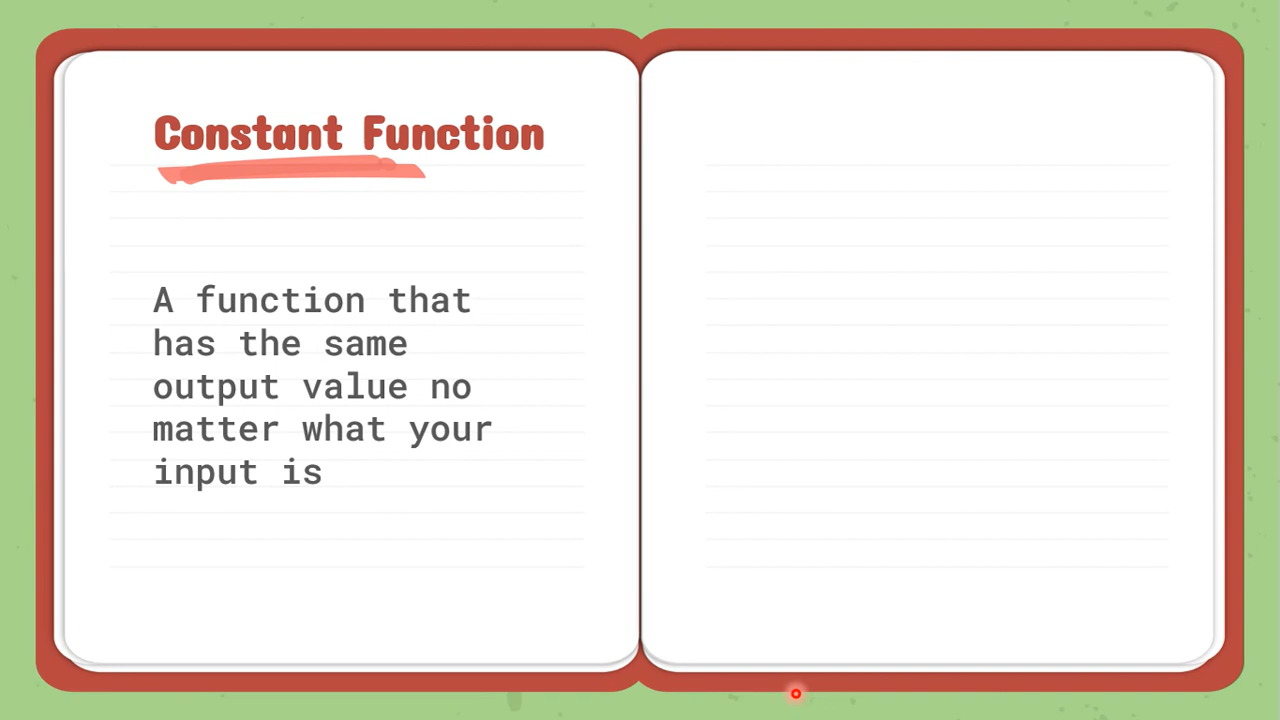 Constant Function
A function that
has the same
output value no
matter what your
input is